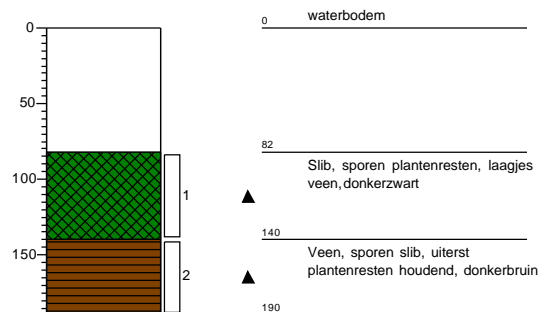 0
0
waterbodem
50
82
Slib, sporen plantenresten, laagjes
veen, donkerzwart
100
1
140
150
Veen, sporen slib, uiterst
plantenresten houdend, donkerbruin
2
190